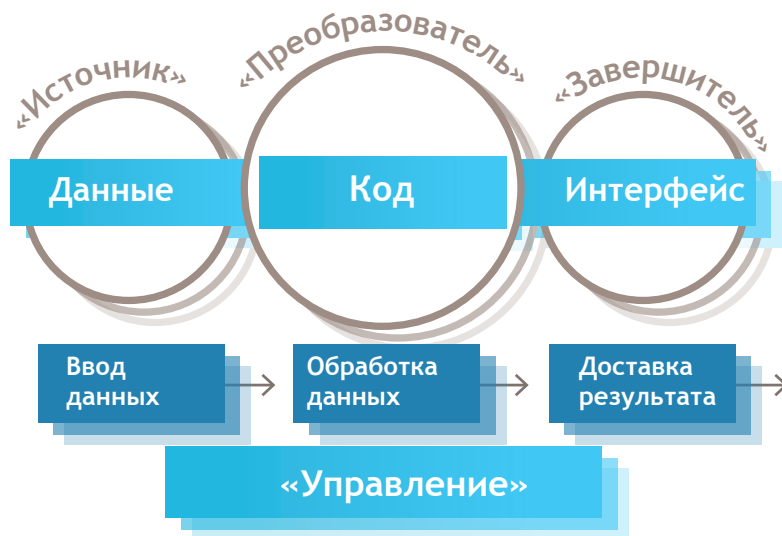 «Источник»
«Преобразователь»
«Завершитель»
Данные
Код
Интерфейс
Ввод
данных
Обработка
данных
Доставка
результата
«Управление»